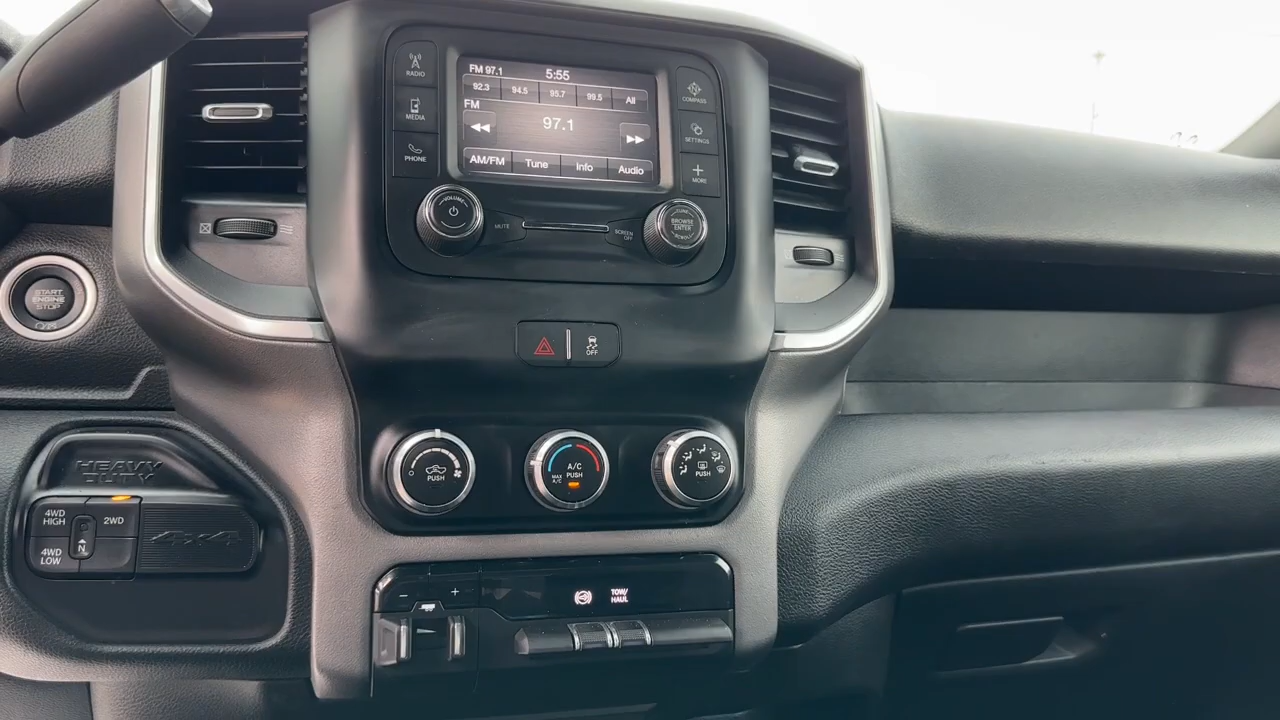 RADIO
MEDIA
PHONE
FM 97.1
5:55
92.3
94.5
95.7
99.5
All
FM
97.1
AM/FM
Tune
Info
Audio
COMPASS
SETTINGS
MORE
VOLUME
MUTE
SCREEN
OFF
BROWSE
ENTER
SCROLL
START
ENGINE
STOP
OFF
PUSH
A/C
PUSH
MAX
A/C
PUSH
HEAVY
DUTY
4WD
HIGH
2WD
4WD
LOW
N
4x4
- +
TOW/
HAUL